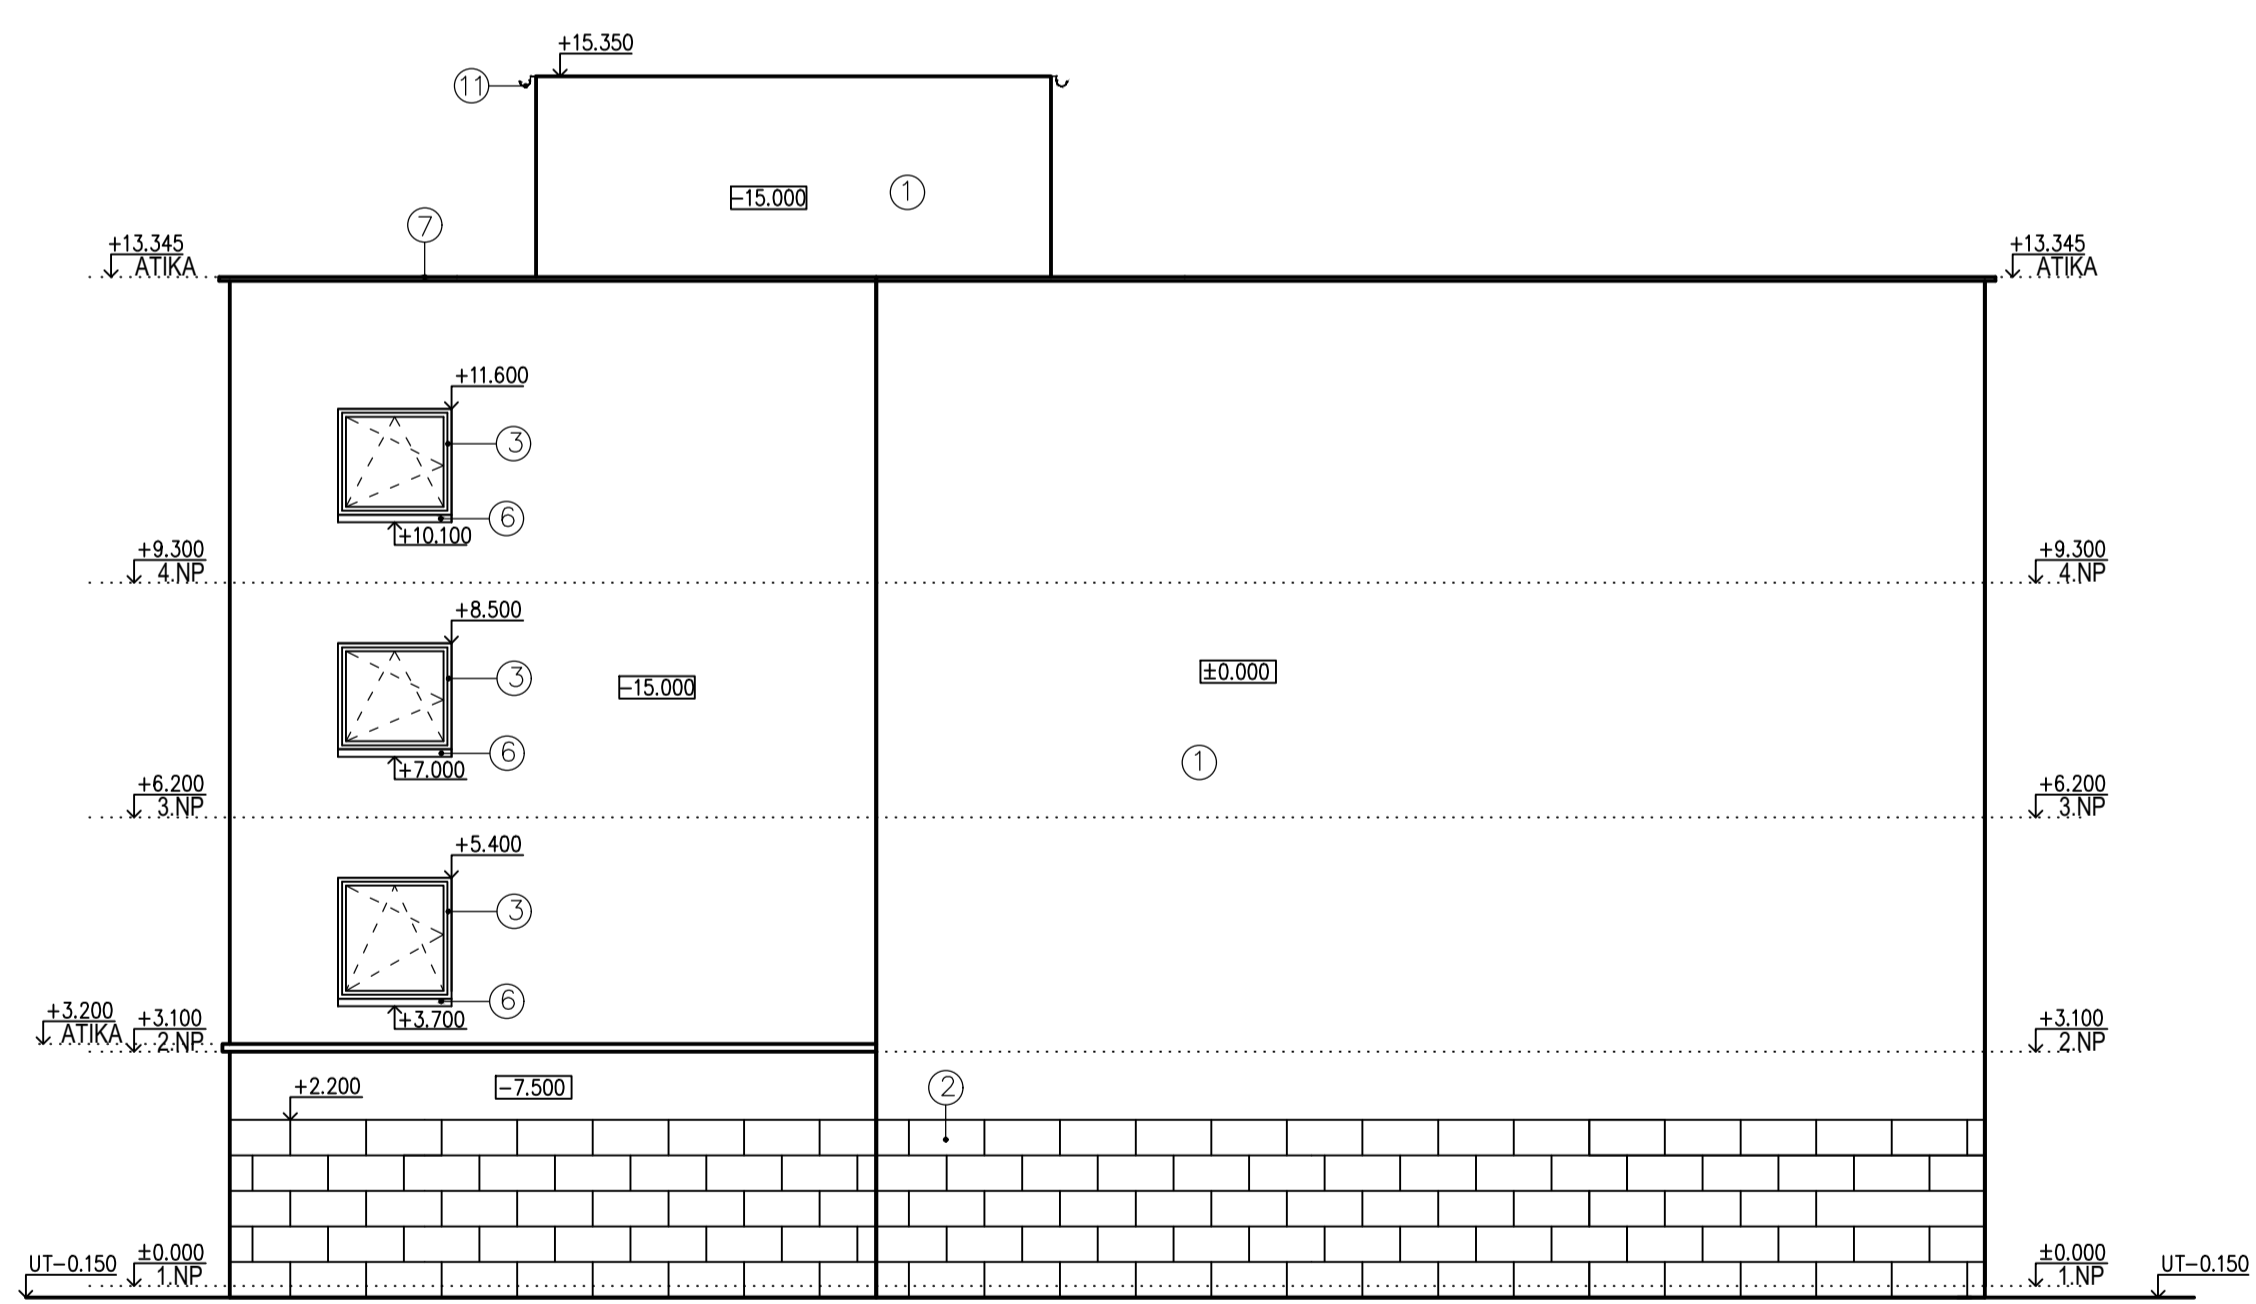 +15.350
11
-15.000
1
7
+13.345
ATIKA
+13.345
ATIKA
+11.600
3
6
+10.100
+9.300
4.NP
+9.300
4.NP
+8.500
3
-15.000
±0.000
6
+7.000
1
+6.200
3.NP
+6.200
3.NP
+5.400
3
6
+3.700
+3.200
ATIKA
+3.100
2.NP
+3.100
2.NP
+2.200
-7.500
2
UT-0.150
±0.000
1.NP
±0.000
1.NP
UT-0.150